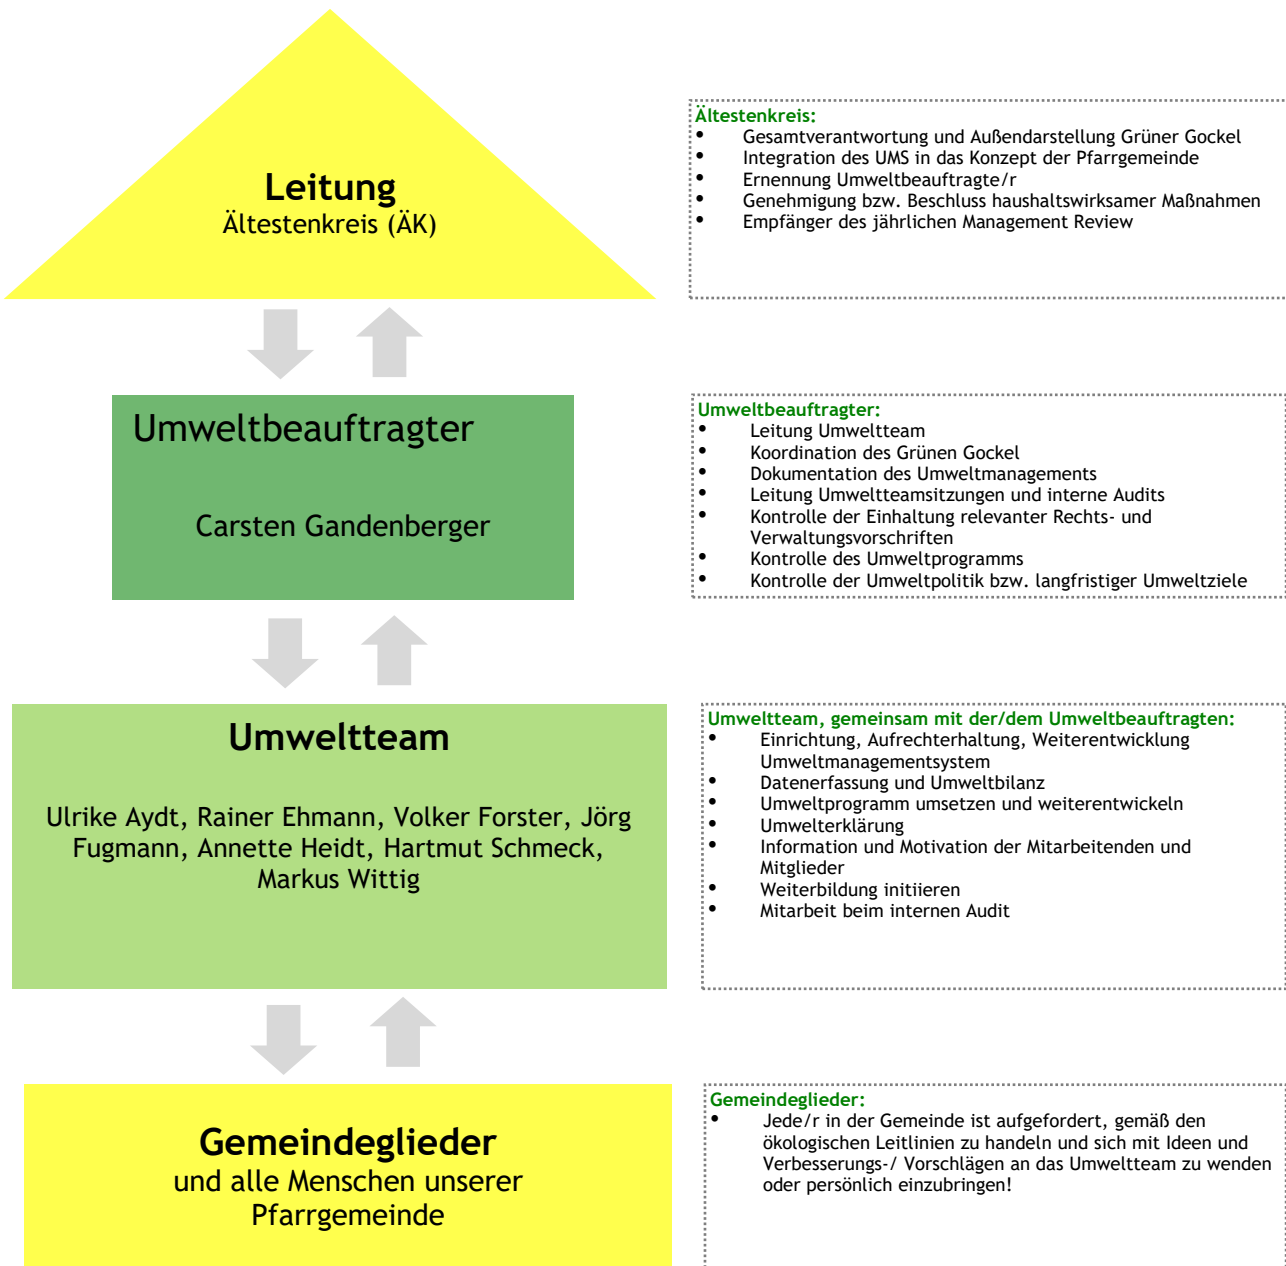 Leitung
Ältestenkreis (ÄK)
Ältestenkreis:
• Gesamtverantwortung und Außendarstellung Grüner Gockel
• Integration des UMS in das Konzept der Pfarrgemeinde
• Ernennung Umweltbeauftragte/r
• Genehmigung bzw. Beschluss haushaltswirksamer Maßnahmen
• Empfänger des jährlichen Management Review
Umweltbeauftragter
Carsten Gandenberger
Umweltbeauftragter:
• Leitung Umweltteam
• Koordination des Grünen Gockel
• Dokumentation des Umweltmanagements
• Leitung Umweltteamsitzungen und interne Audits
• Kontrolle der Einhaltung relevanter Rechts- und
Verwaltungsvorschriften
• Kontrolle des Umweltprogramms
• Kontrolle der Umweltpolitik bzw. langfristiger Umweltziele
Umweltteam
Ulrike Aydt, Rainer Ehmann, Volker Forster, Jörg
Fugmann, Annette Heidt, Hartmut Schmeck,
Markus Wittig
Umweltteam, gemeinsam mit der/dem Umweltbeauftragten:
• Einrichtung, Aufrechterhaltung, Weiterentwicklung
Umweltmanagementsystem
• Datenerfassung und Umweltbilanz
• Umweltprogramm umsetzen und weiterentwickeln
• Umwelterklärung
• Information und Motivation der Mitarbeitenden und
Mitglieder
• Weiterbildung initiieren
• Mitarbeit beim internen Audit
Gemeindeglieder
und alle Menschen unserer
Pfarrgemeinde
Gemeindeglieder:
• Jede/r in der Gemeinde ist aufgefordert, gemäß den
ökologischen Leitlinien zu handeln und sich mit Ideen und
Verbesserungs-/ Vorschlägen an das Umweltteam zu wenden
oder persönlich einzubringen!